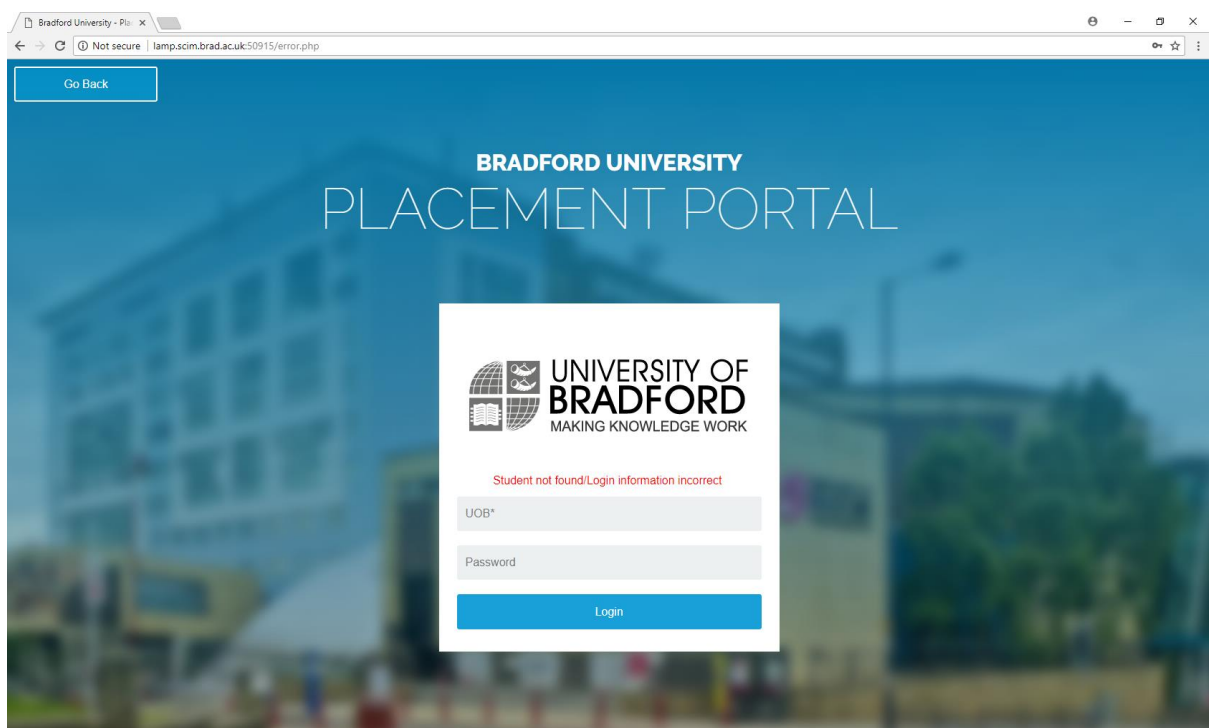 Bradford University - Pla
Not secure
lamp.scim.brad.ac.uk:50915/error.php
Go Back
BRADFORD UNIVERSITY
PLACEMENT PORTAL
UNIVERSITY OF
BRADFORD
MAKING KNOWLEDGE WORK
Student not found/Login information incorrect
UOB*
Password
Login